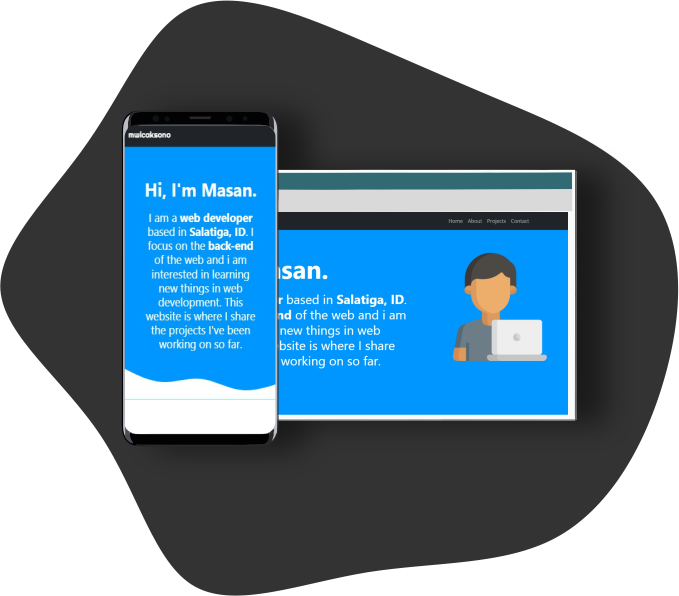 mwicaksono
Hi, I'm Masan.
I am a web developer
based in Salatiga, ID. I
focus on the back-end
of the web and i am
interested in learning
new things in web
development. This
website is where I share
the projects I've been
working on so far.
Home About Projects Contact
asan.
r based in Salatiga, ID.
nd of the web and i am
new things in web
ebsite is where I share
working on so far.